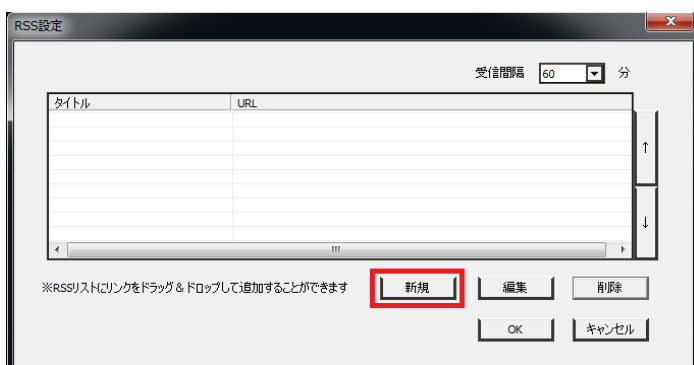 RSS設定
受信間隔 60 分
タイトル URL
↑
↓
※RSSリストにリンクをドラッグ＆ドロップして追加することができます 新規 編集 削除
OK キャンセル